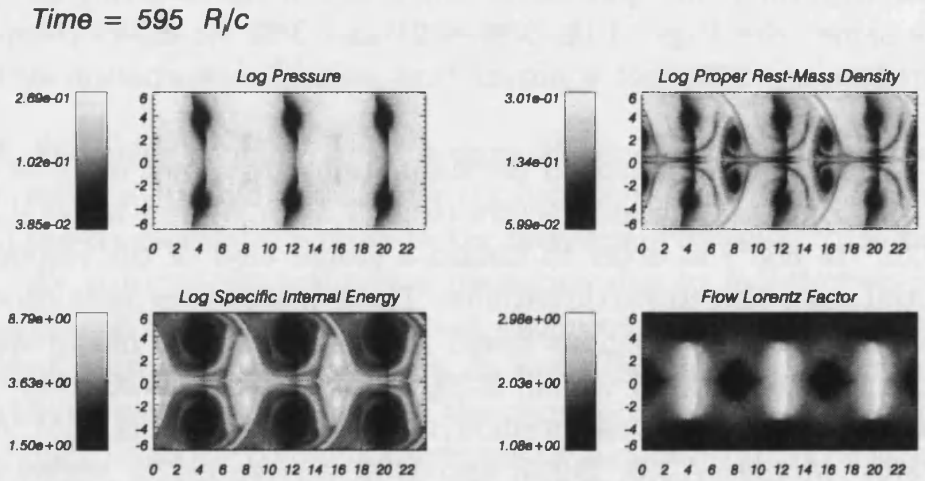 Time = 595 R/c
Log Pressure
2.69e-01
1.02e-01
3.85e-02
6
4
2
0
-2
-4
-6
0 2 4 6 8 10 12 14 16 18 20 22
Log Proper Rest-Mass Density
3.01e-01
1.34e-01
5.99e-02
6
4
2
0
-2
-4
-6
0 2 4 6 8 10 12 14 16 18 20 22
Log Specific Internal Energy
8.79e+00
3.63e+00
1.50e+00
6
4
2
0
-2
-4
-6
0 2 4 6 8 10 12 14 16 18 20 22
Flow Lorentz Factor
2.98e+00
2.03e+00
1.08e+00
6
4
2
0
-2
-4
-6
0 2 4 6 8 10 12 14 16 18 20 22